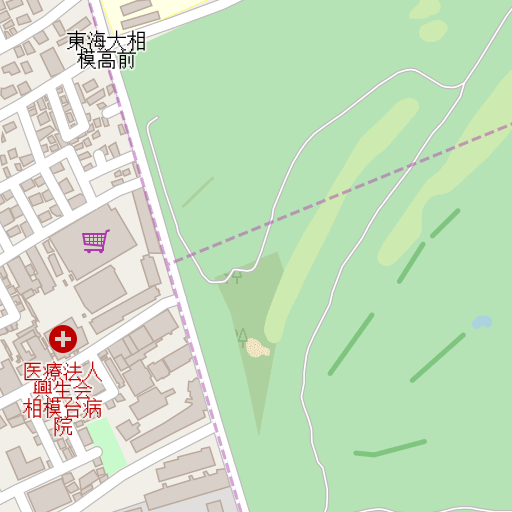 東海大相
模高前
医療法人
興生会
相模台病
院